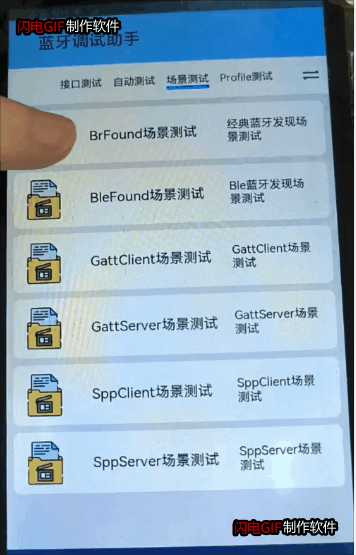 闪电GIF制作软件
蓝牙调试助手
接口测试 自动测试 场景测试 Profile测试
BrFound场景测试
经典蓝牙发现场
景测试
BleFound场景测试
Ble蓝牙发现场
景测试
GattClient场景测试
GattClient场景
测试
GattServer场景测试
GattServer场景
测试
SppClient场景测试
SppClient场景
测试
SppServer场景测试
SppServer场景
测试
闪电GIF制作软件